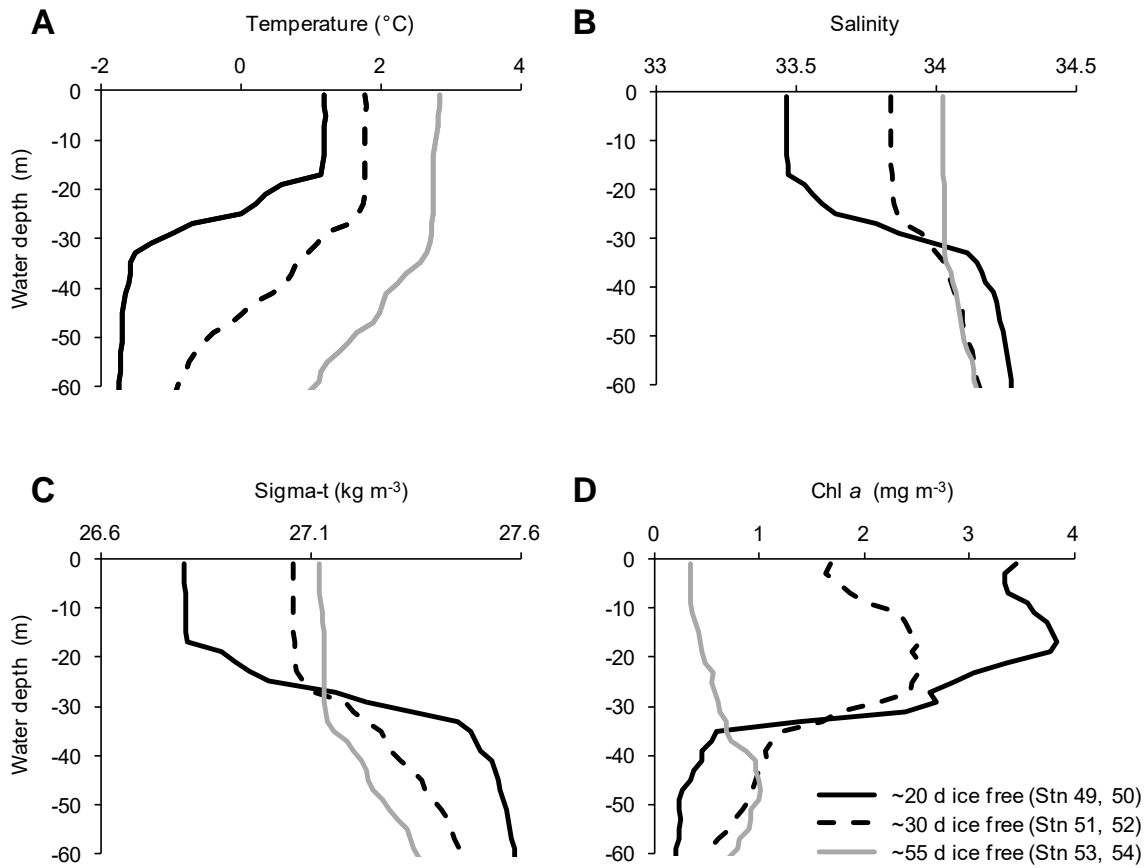 A
Temperature (°C)
-2 0 2 4
0
-10
-20
-30
-40
-50
-60
Water depth (m)
B
Salinity
33 33.5 34 34.5
0
-10
-20
-30
-40
-50
-60
C
Sigma-t (kg m-3)
26.6 27.1 27.6
0
-10
-20
-30
-40
-50
-60
Water depth (m)
D
Chl a (mg m-3)
0 1 2 3 4
0
-10
-20
-30
-40
-50
-60
~20 d ice free (Stn 49, 50)
~30 d ice free (Stn 51, 52)
~55 d ice free (Stn 53, 54)